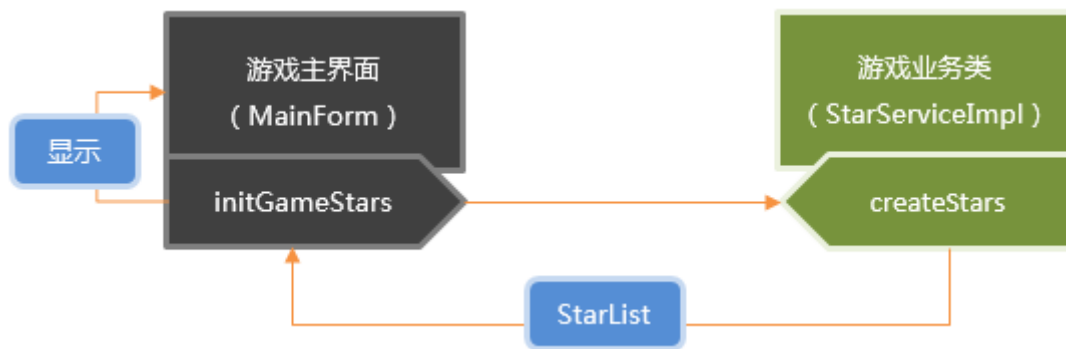 游戏主界面
（MainForm）
显示
initGameStars
游戏业务类
（StarServiceImpl）
createStars
StarList